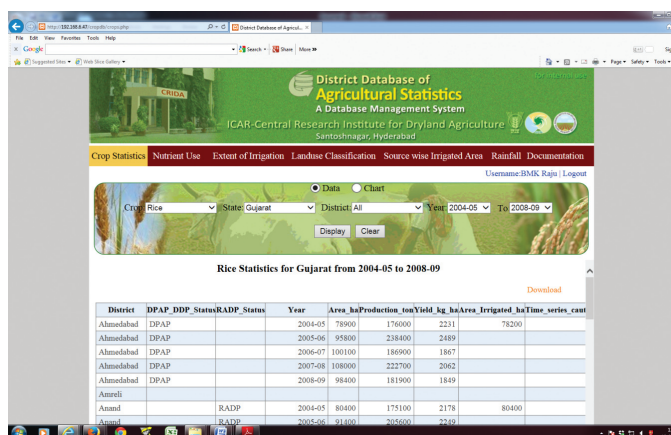 http://192.168.6.47/cropdb/crops.php
District Database of Agricul...
File Edit View Favorites Tools Help
x Google Search Share More >>
Suggested Sites Web Slice Gallery Page Safety Tools
CRIDA
District Database of
Agricultural Statistics
A Database Management System
ICAR-Central Research Institute for Dryland Agriculture
Santoshnagar, Hyderabad
for internal use
Crop Statistics Nutrient Use Extent of Irrigation Landuse Classification Source wise Irrigated Area Rainfall Documentation
Username:BMK Raju | Logout
Data Chart
Crop: Rice State: Gujarat District: All Year: 2004-05 To 2008-09
Display Clear
Rice Statistics for Gujarat from 2004-05 to 2008-09
Download
District DPAP_DDP_Status RADP_Status Year Area_ha Production_ton Yield_kg_ha Area_Irrigated_ha Time_series_caut
Ahmedabad DPAP 2004-05 78900 176000 2231 78200
Ahmedabad DPAP 2005-06 95800 238400 2489
Ahmedabad DPAP 2006-07 100100 186900 1867
Ahmedabad DPAP 2007-08 108000 222700 2062
Ahmedabad DPAP 2008-09 98400 181900 1849
Amreli
Anand RADP 2004-05 80400 175100 2178 80400
Anand RADP 2005-06 91400 205600 2249